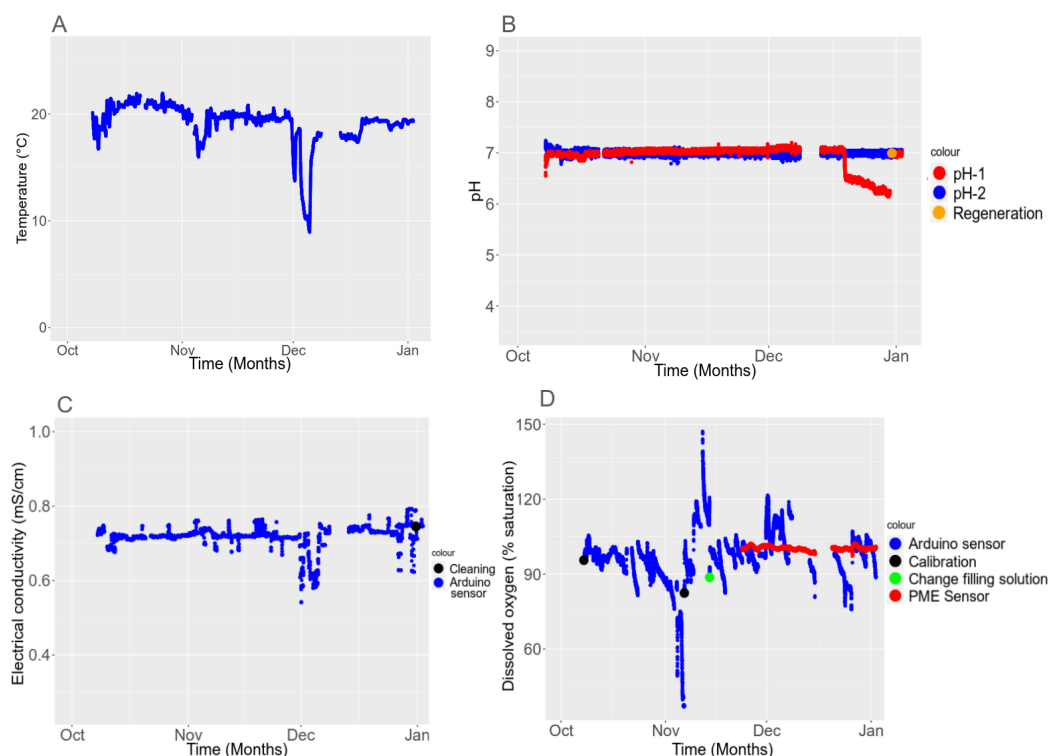 A
Temperature (°C)
20
10
0
Oct
Nov
Dec
Jan
Time (Months)
B
pH
9
8
7
6
5
4
Oct
Nov
Dec
Jan
Time (Months)
colour
pH-1
pH-2
Regeneration
C
Electrical conductivity (mS/cm)
1.0
0.8
0.6
0.4
Oct
Nov
Dec
Jan
Time (Months)
colour
Cleaning
Arduino
sensor
D
Dissolved oxygen (% saturation)
150
120
90
60
Oct
Nov
Dec
Jan
Time (Months)
colour
Arduino sensor
Calibration
Change filling solution
PME Sensor